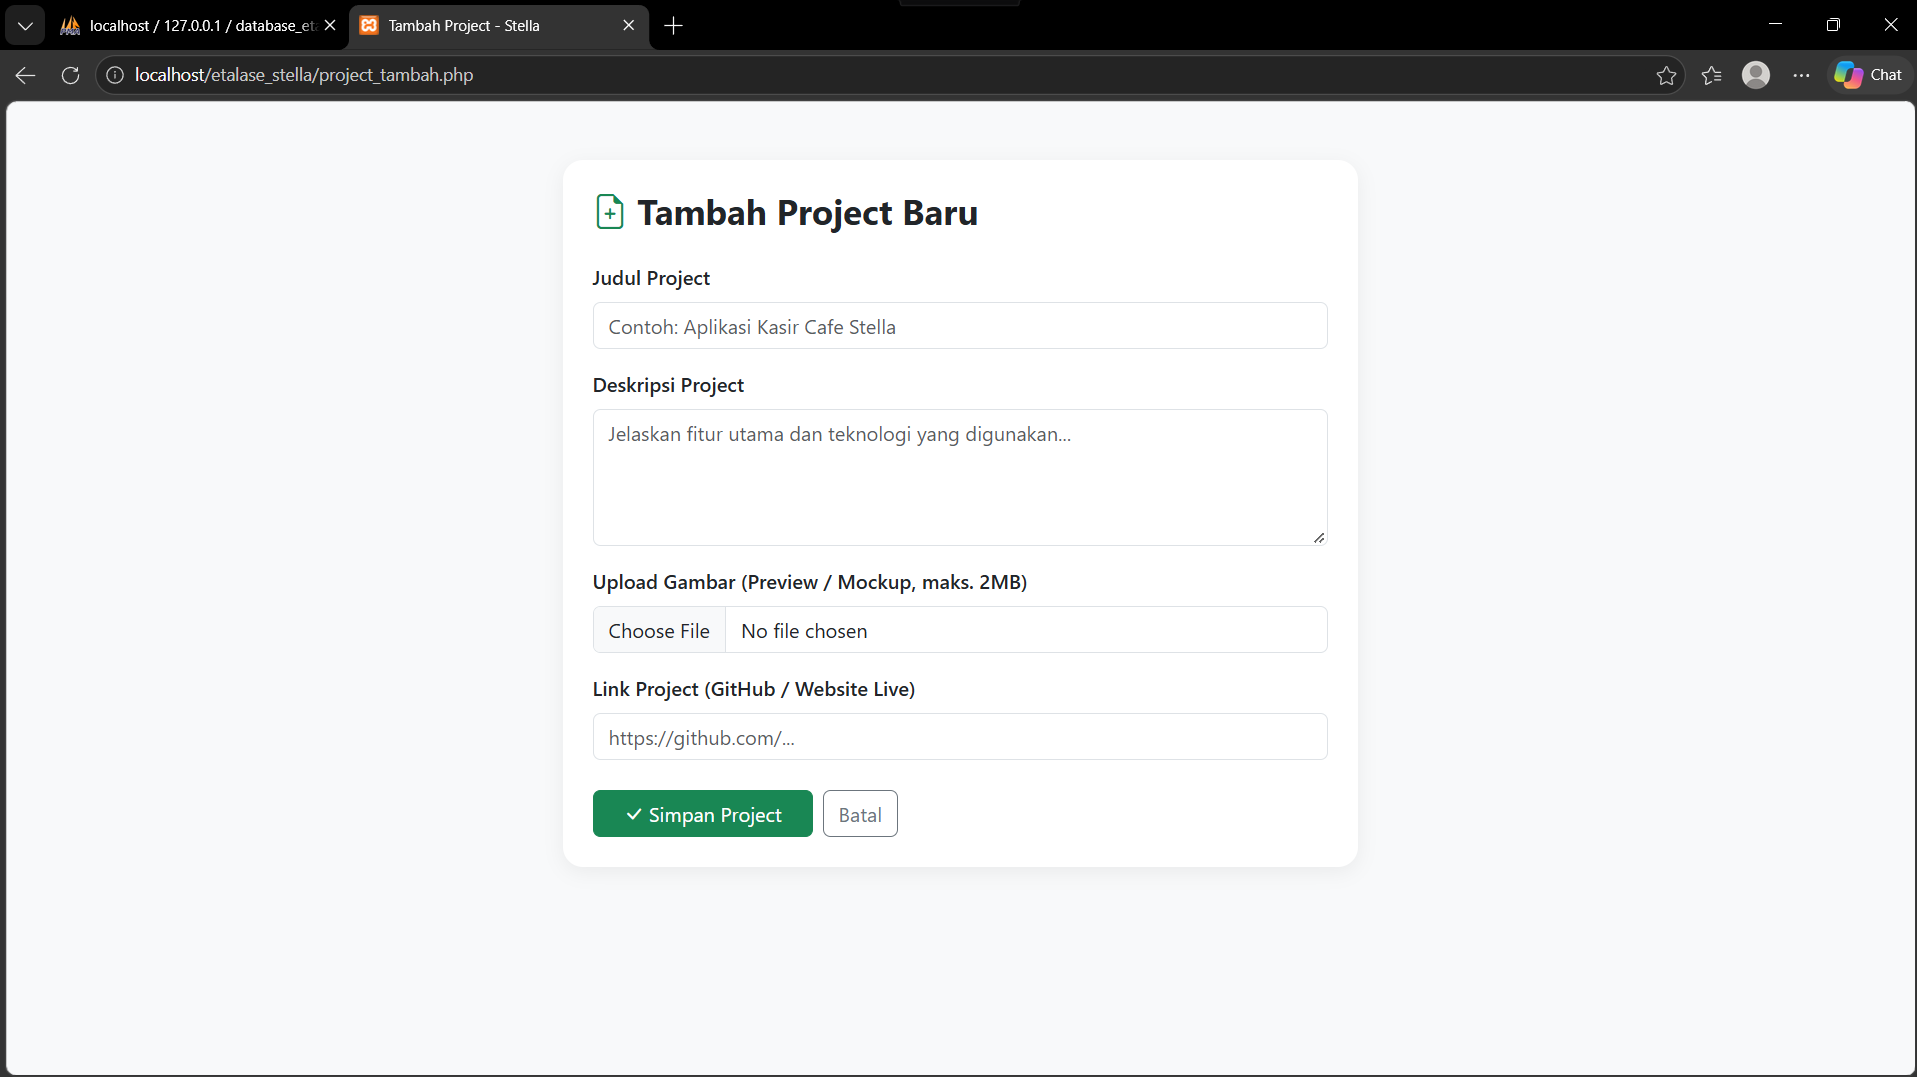 localhost / 127.0.0.1 / database_eta
Tambah Project - Stella
localhost/etalase_stella/project_tambah.php
Chat
Tambah Project Baru
Judul Project
Contoh: Aplikasi Kasir Cafe Stella
Deskripsi Project
Jelaskan fitur utama dan teknologi yang digunakan...
Upload Gambar (Preview / Mockup, maks. 2MB)
Choose File No file chosen
Link Project (GitHub / Website Live)
https://github.com/...
Simpan Project Batal